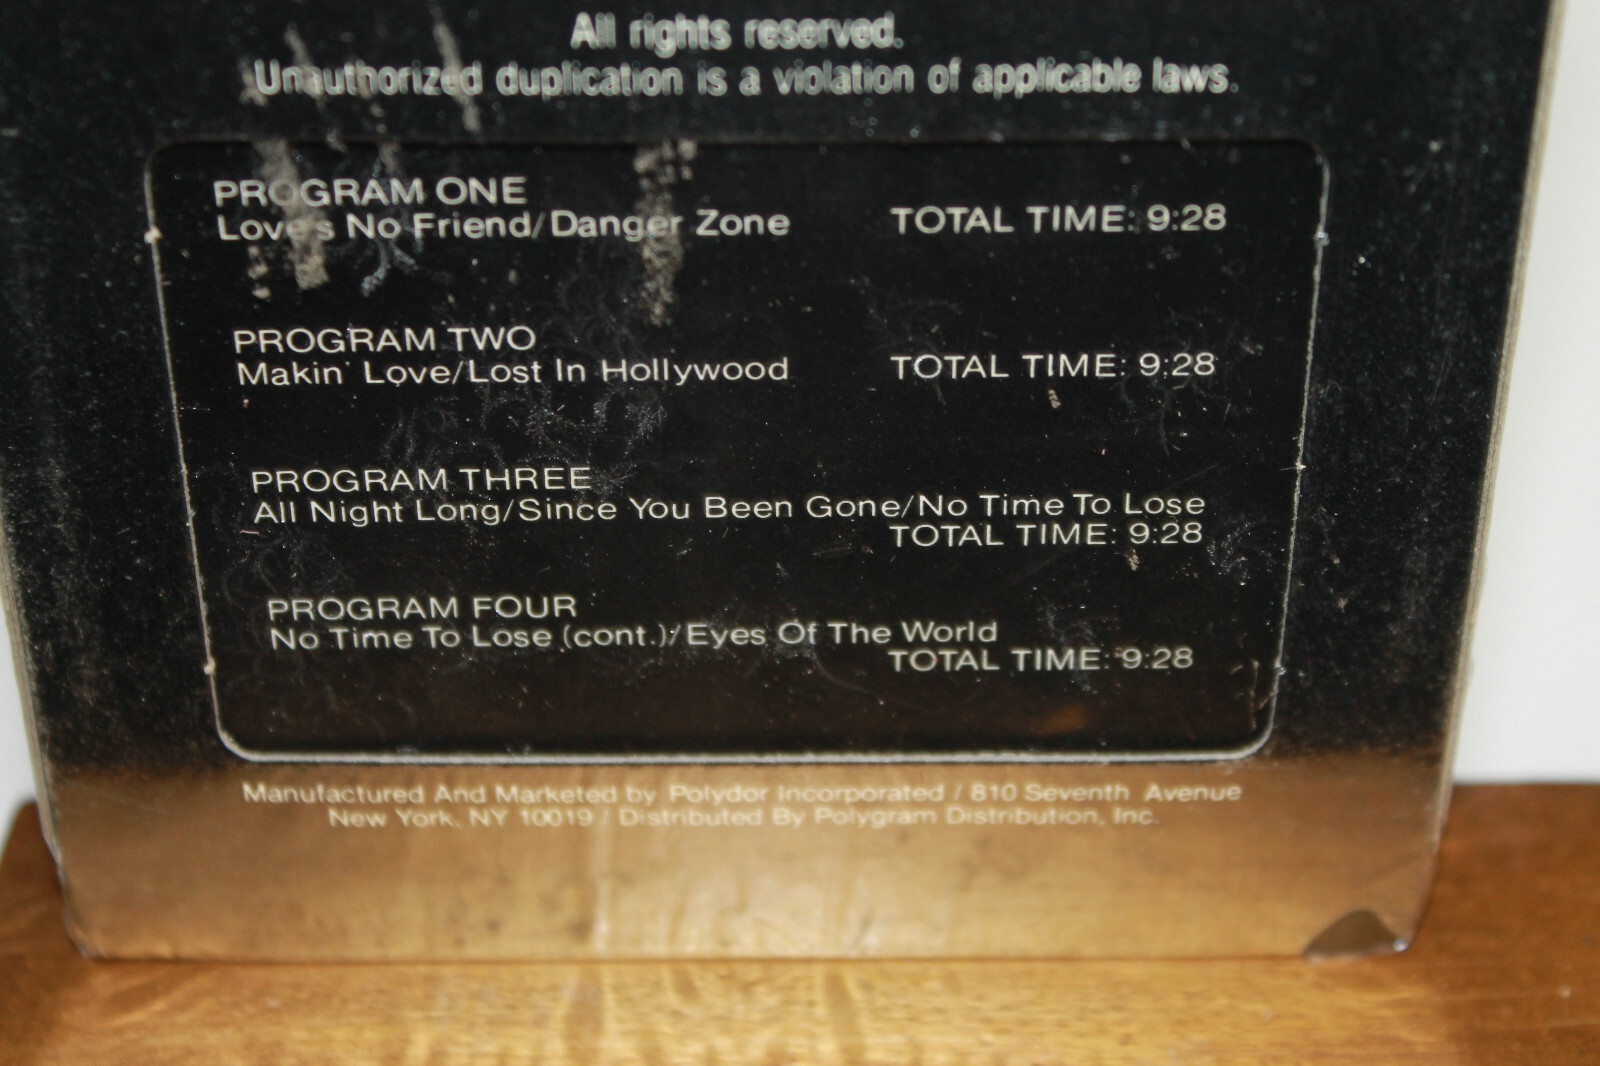 All rights reserved.
Unauthorized duplication is a violation of applicable laws.
PROGRAM ONE
Love's No Friend/Danger Zone TOTAL TIME: 9:28
PROGRAM TWO
Makin' Love/Lost In Hollywood TOTAL TIME: 9:28
PROGRAM THREE
All Night Long/Since You Been Gone/No Time To Lose
TOTAL TIME: 9:28
PROGRAM FOUR
No Time To Lose (cont.)/Eyes Of The World
TOTAL TIME: 9:28
Manufactured And Marketed by Polydor Incorporated / 810 Seventh Avenue
New York, NY 10019 / Distributed By Polygram Distribution, Inc.